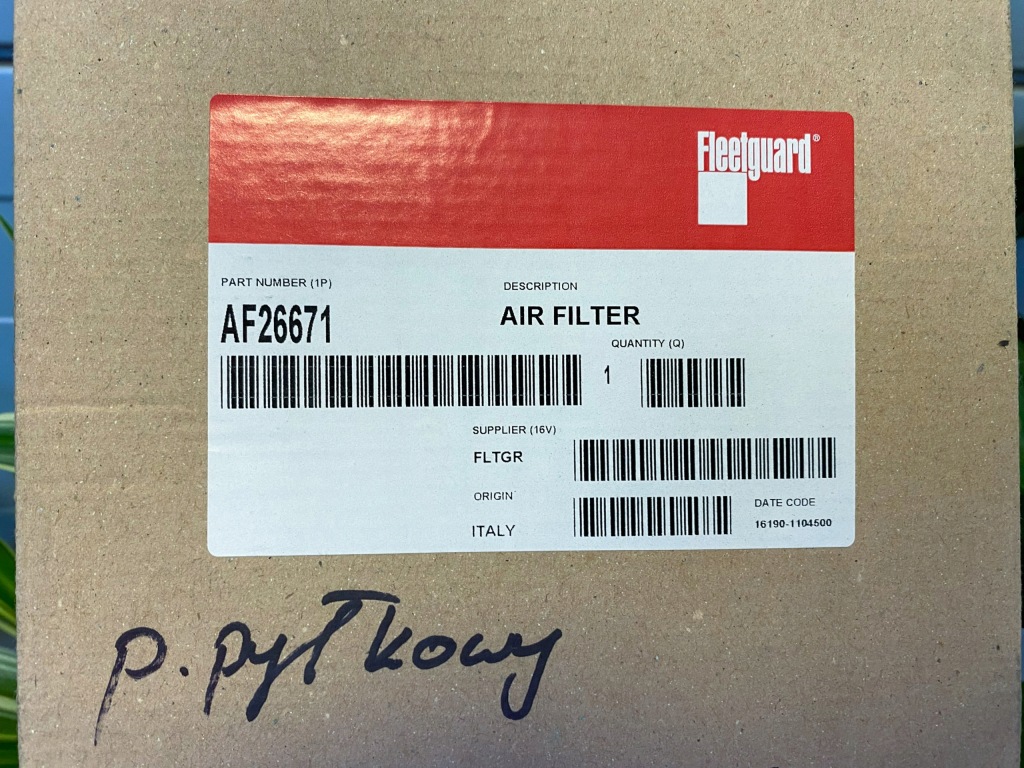 Fleetguard®
PART NUMBER (1P)
AF26671
DESCRIPTION
AIR FILTER
QUANTITY (Q)
1
SUPPLIER (16V)
FLTGR
ORIGIN
ITALY
DATE CODE
16190-1104500
p. pyłkowy